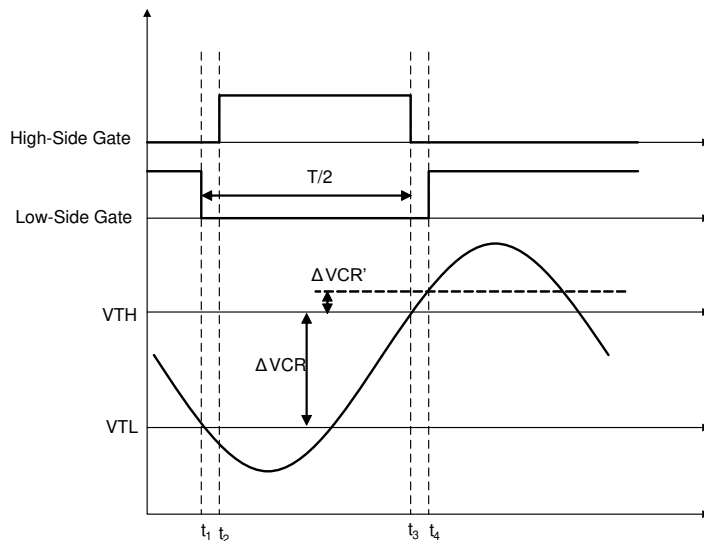 High-Side Gate
T/2
Low-Side Gate
ΔVCR'
VTH
ΔVCR
VTL
t1 t2 t3 t4